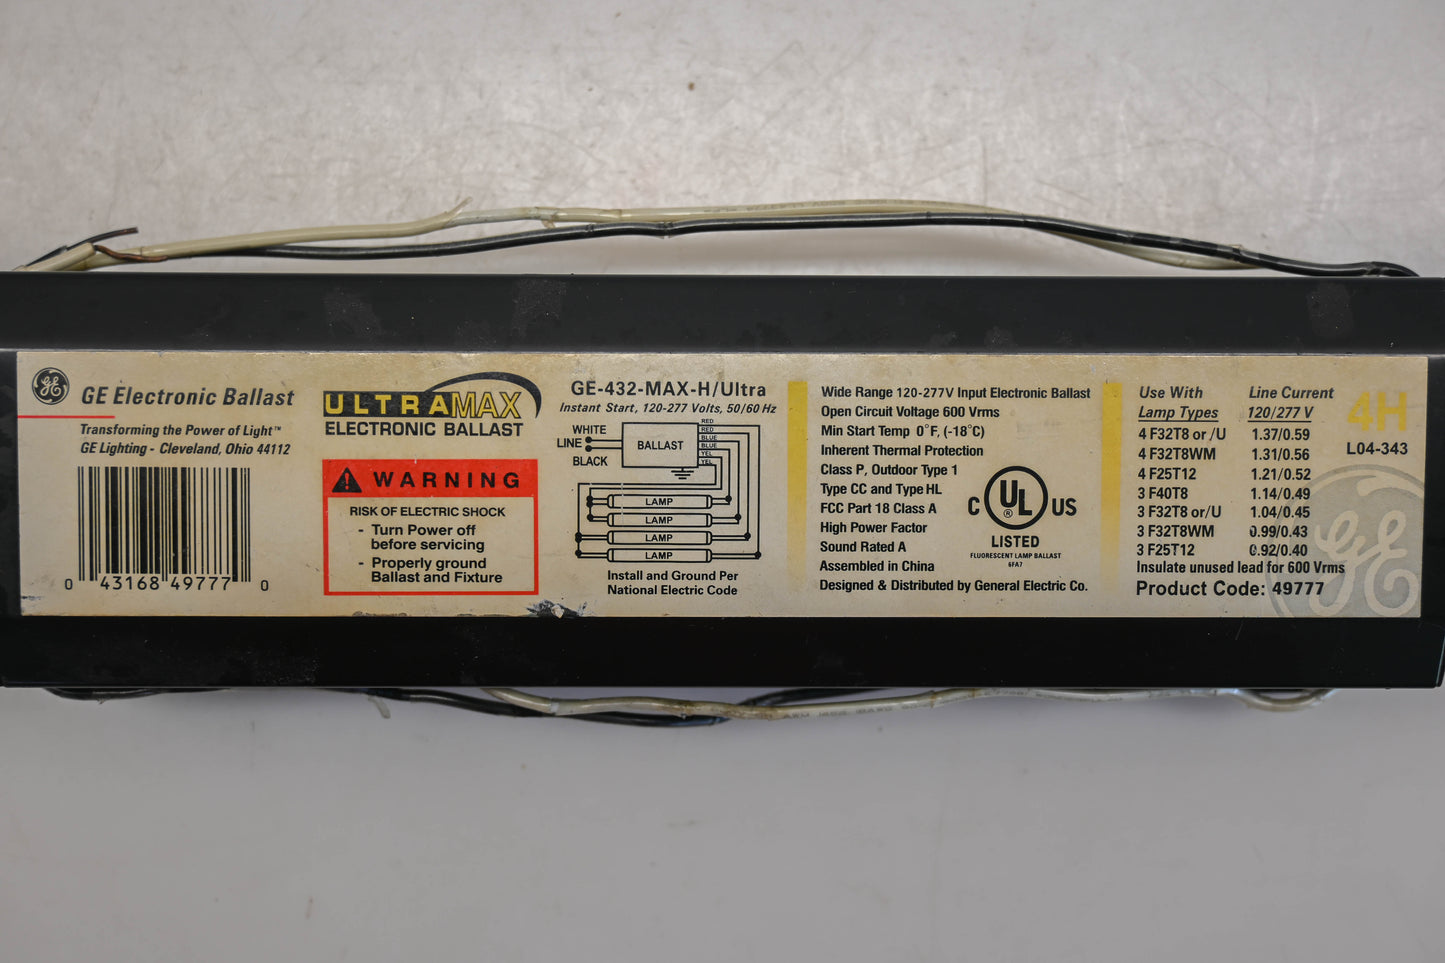 GE
GE Electronic Ballast
Transforming the Power of Light™
GE Lighting - Cleveland, Ohio 44112
0 43168 49777 0
ULTRAMAX
ELECTRONIC BALLAST
WARNING
RISK OF ELECTRIC SHOCK
- Turn Power off
before servicing
- Properly ground
Ballast and Fixture
GE-432-MAX-H/Ultra
Instant Start, 120-277 Volts, 50/60 Hz
WHITE
LINE
BLACK
BALLAST
RED
RED
BLUE
BLUE
YEL
YEL
LAMP
LAMP
LAMP
LAMP
Install and Ground Per
National Electric Code
Wide Range 120-277V Input Electronic Ballast
Open Circuit Voltage 600 Vrms
Min Start Temp 0°F, (-18°C)
Inherent Thermal Protection
Class P, Outdoor Type 1
Type CC and Type HL
FCC Part 18 Class A
High Power Factor
Sound Rated A
Assembled in China
Designed & Distributed by General Electric Co.
C UL ® US
LISTED
FLUORESCENT LAMP BALLAST
6FA7
Use With Line Current
Lamp Types 120/277 V
4 F32T8 or /U 1.37/0.59
4 F32T8WM 1.31/0.56
4 F25T12 1.21/0.52
3 F40T8 1.14/0.49
3 F32T8 or/U 1.04/0.45
3 F32T8WM 0.99/0.43
3 F25T12 0.92/0.40
Insulate unused lead for 600 Vrms
Product Code: 49777
4H
L04-343
GE